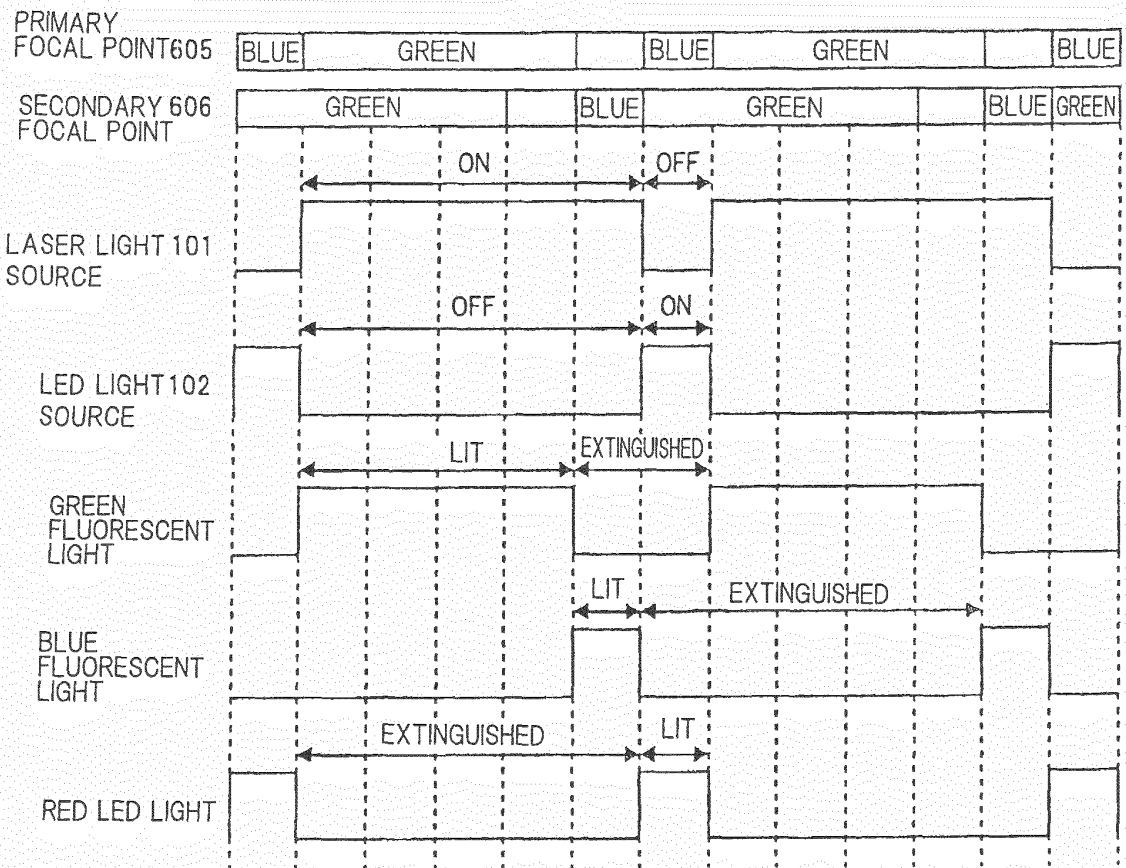 PRIMARY
FOCAL POINT605
BLUE GREEN BLUE GREEN BLUE
SECONDARY 606
FOCAL POINT
GREEN BLUE GREEN BLUE GREEN
ON OFF
LASER LIGHT 101
SOURCE
OFF ON
LED LIGHT102
SOURCE
LIT EXTINGUISHED
GREEN
FLUORESCENT
LIGHT
LIT EXTINGUISHED
BLUE
FLUORESCENT
LIGHT
EXTINGUISHED LIT
RED LED LIGHT